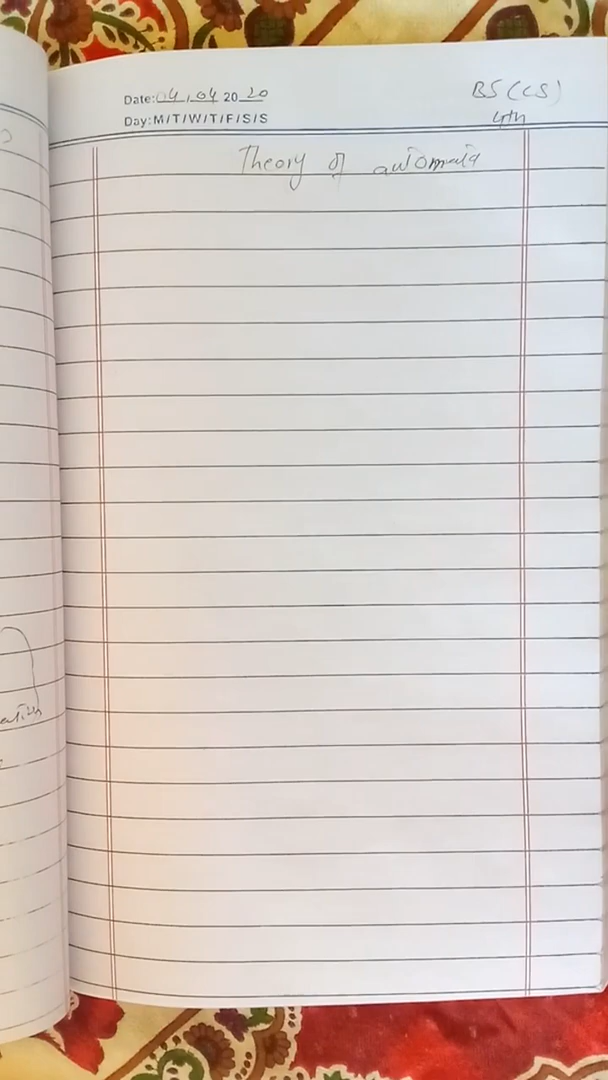 Date: 04, 04 20 20
BS (CS)
Day: M/T/W/T/F/S/S
4th
Theory of automata